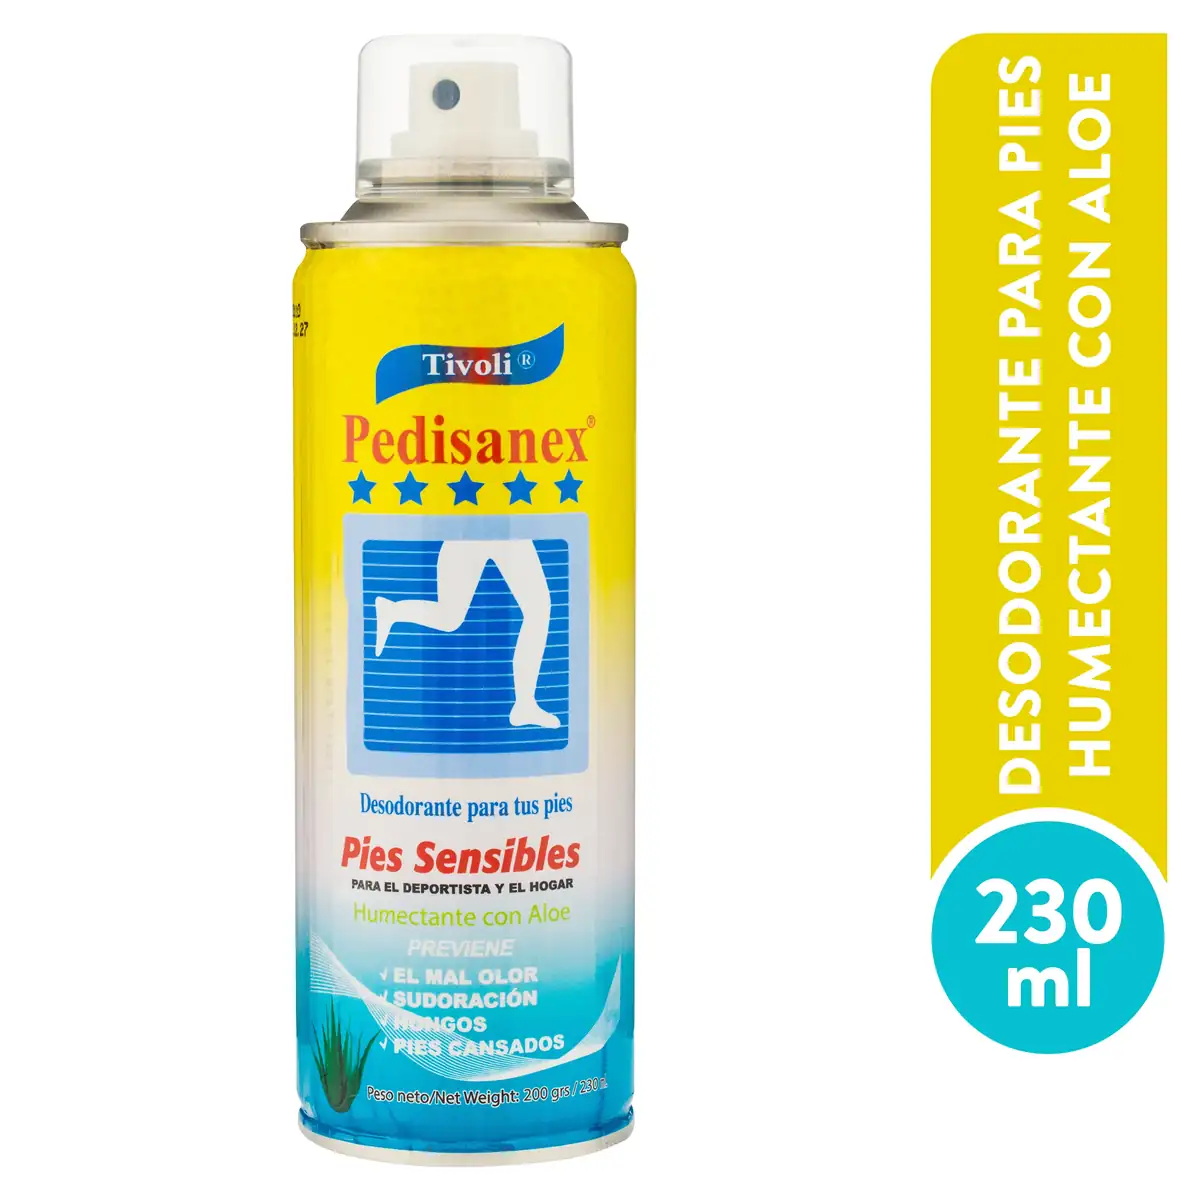 Tivoli ®
Pedisanex®
Desodorante para tus pies
Pies Sensibles
PARA EL DEPORTISTA Y EL HOGAR
Humectante con Aloe
PREVIENE
√ EL MAL OLOR
√ SUDORACIÓN
√ HONGOS
√ PIES CANSADOS
Peso neto/Net Weight: 200 grs / 230
DESODORANTE PARA PIES
HUMECTANTE CON ALOE
230
ml